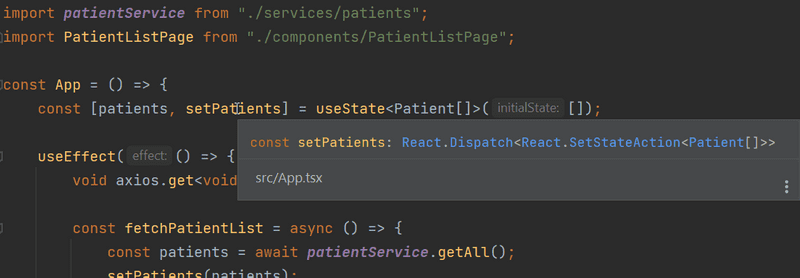 import patientService from "./services/patients";
import PatientListPage from "./components/PatientListPage";
const App = () => {
const [patients, setPatients] = useState<Patient[]>( initialState: []);
const setPatients: React.Dispatch<React.SetStateAction<Patient[]>>
src/App.tsx
useEffect( effect: () => {
void axios.get<void
const fetchPatientList = async () => {
const patients = await patientService.getAll();
setPatients(patients);